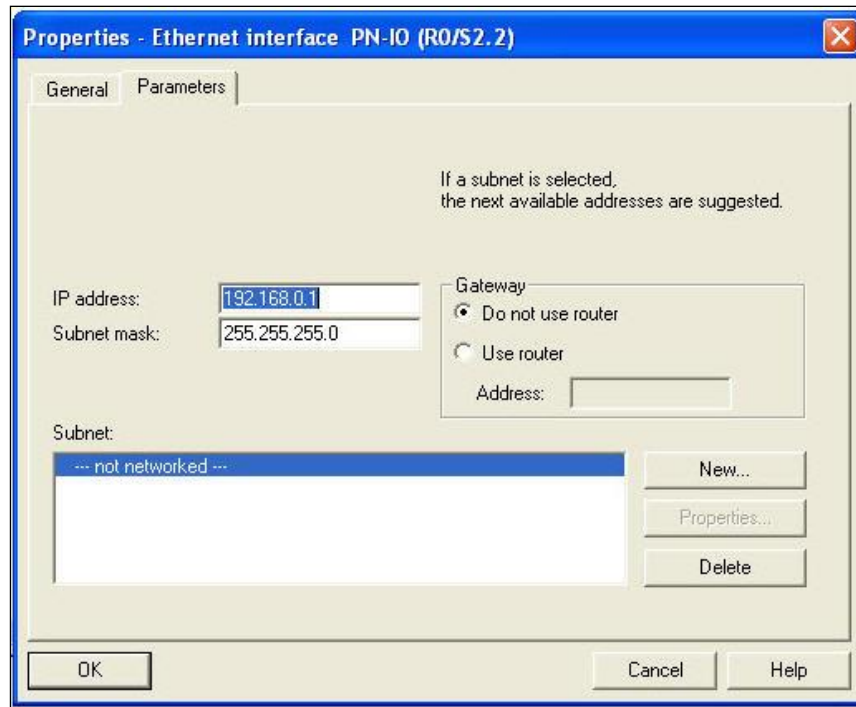 Properties - Ethernet interface PN-IO (R0/S2.2)
General
Parameters
If a subnet is selected,
the next available addresses are suggested.
IP address:
192.168.0.1
Subnet mask:
255.255.255.0
Gateway
Do not use router
Use router
Address:
Subnet:
--- not networked ---
New...
Properties...
Delete
OK
Cancel
Help